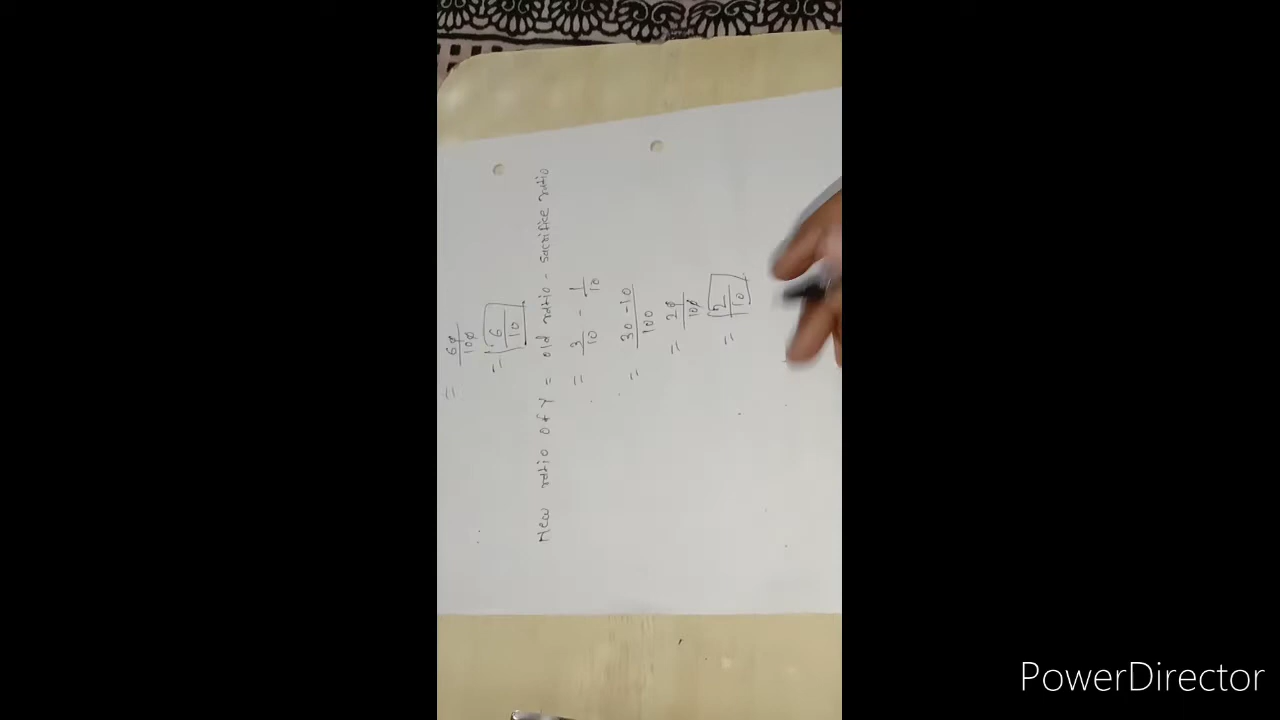 = 60/100
= 6/10
New ratio of Y = old ratio - sacrifice ratio
= 3/10 - 1/10
= 30-10/100
= 20/100
= 2/10
PowerDirector